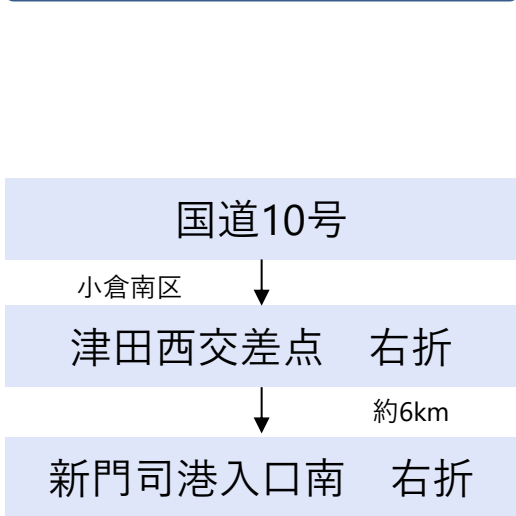 国道10号
小倉南区
津田西交差点　右折
約6km
新門司港入口南　右折